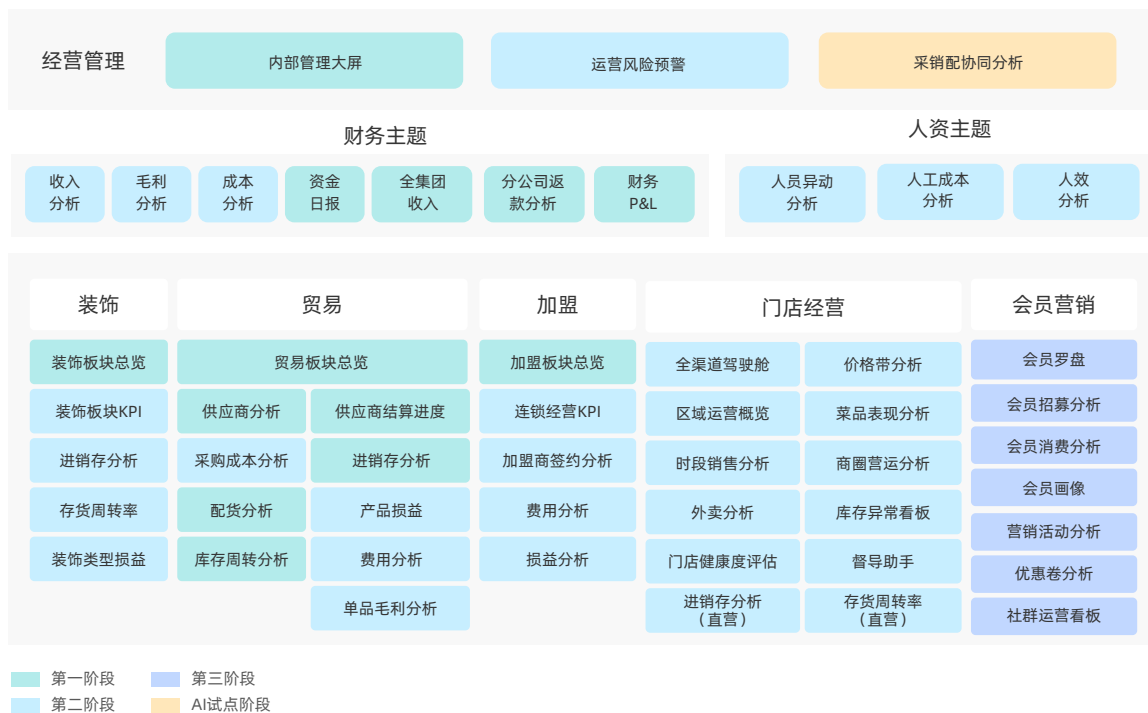 经营管理
内部管理大屏
运营风险预警
采销配协同分析
财务主题
人资主题
收入
分析
毛利
分析
成本
分析
资金
日报
全集团
收入
分公司返
款分析
财务
P&L
人员异动
分析
人工成本
分析
人效
分析
装饰
贸易
加盟
门店经营
会员营销
装饰板块总览
装饰板块KPI
进销存分析
存货周转率
装饰类型损益
贸易板块总览
供应商分析
供应商结算进度
采购成本分析
进销存分析
配货分析
产品损益
库存周转分析
费用分析
单品毛利分析
加盟板块总览
连锁经营KPI
加盟商签约分析
费用分析
损益分析
全渠道驾驶舱
价格带分析
区域运营概览
菜品表现分析
时段销售分析
商圈营运分析
外卖分析
库存异常看板
门店健康度评估
督导助手
进销存分析
（直营）
存货周转率
（直营）
会员罗盘
会员招募分析
会员消费分析
会员画像
营销活动分析
优惠卷分析
社群运营看板
第一阶段
第三阶段
第二阶段
AI试点阶段